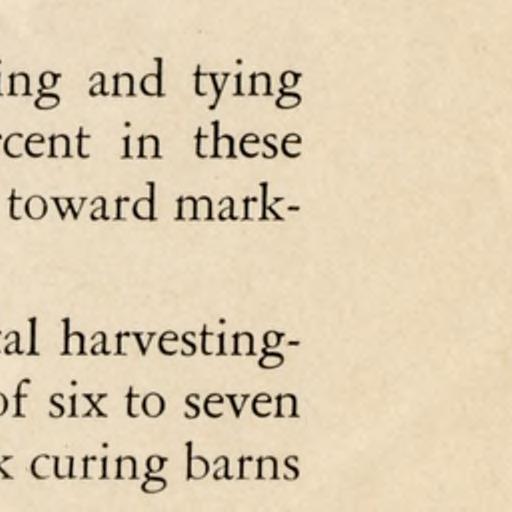 ing and tying
rcent in these
toward mark-
al harvesting-
of six to seven
k curing barns